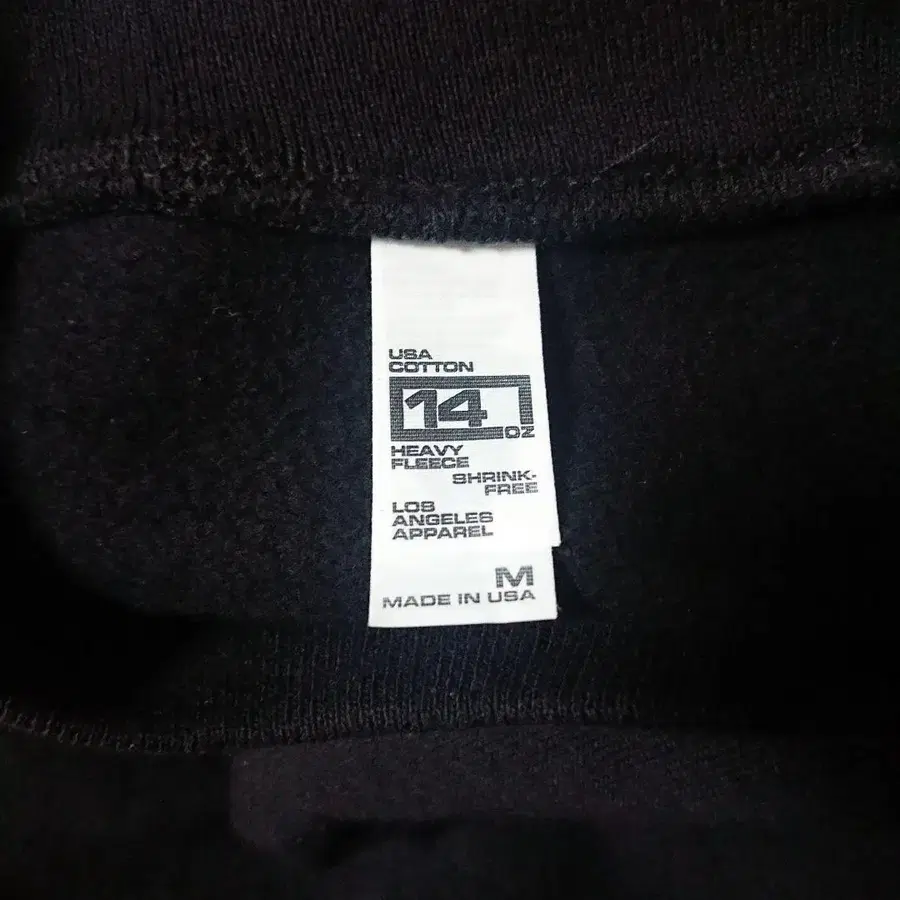 USA
COTTON
14
OZ
HEAVY
FLEECE
SHRINK-
FREE
LOS
ANGELES
APPAREL
M
MADE IN USA